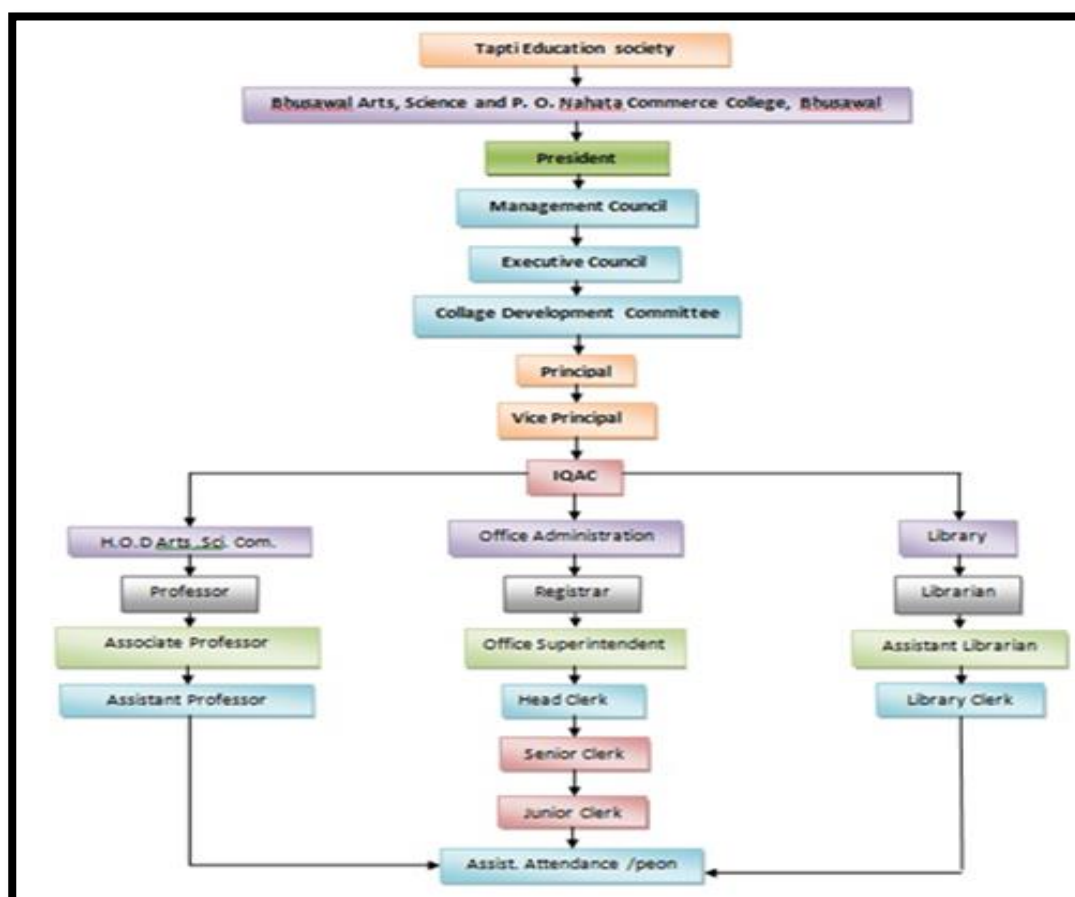 Tapti Education society
Bhusawal Arts, Science and P. O. Nahata Commerce College, Bhusawal
President
Management Council
Executive Council
Collage Development Committee
Principal
Vice Principal
IQAC
H.O.D Arts .Sci. Com.
Office Administration
Library
Professor
Registrar
Librarian
Associate Professor
Office Superintendent
Assistant Librarian
Assistant Professor
Head Clerk
Library Clerk
Senior Clerk
Junior Clerk
Assist. Attendance /peon